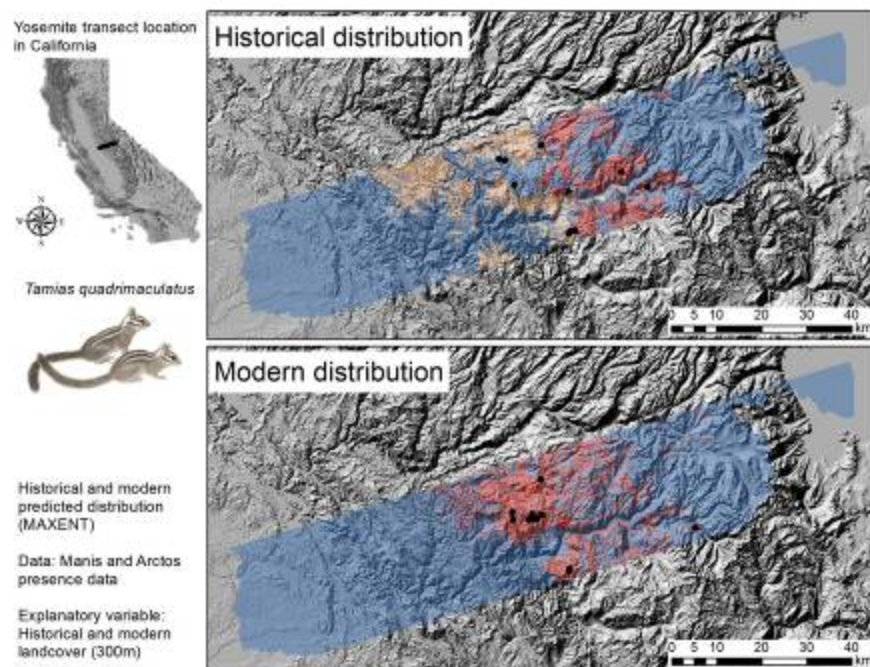 Yosemite transect location
in California
N
W
E
S
Tamias quadrimaculatus
Historical and modern
predicted distribution
(MAXENT)
Data: Manis and Arctos
presence data
Explanatory variable:
Historical and modern
landcover (300m)
Historical distribution
0 5 10 20 30 40
km
Modern distribution
0 5 10 20 30 40
km